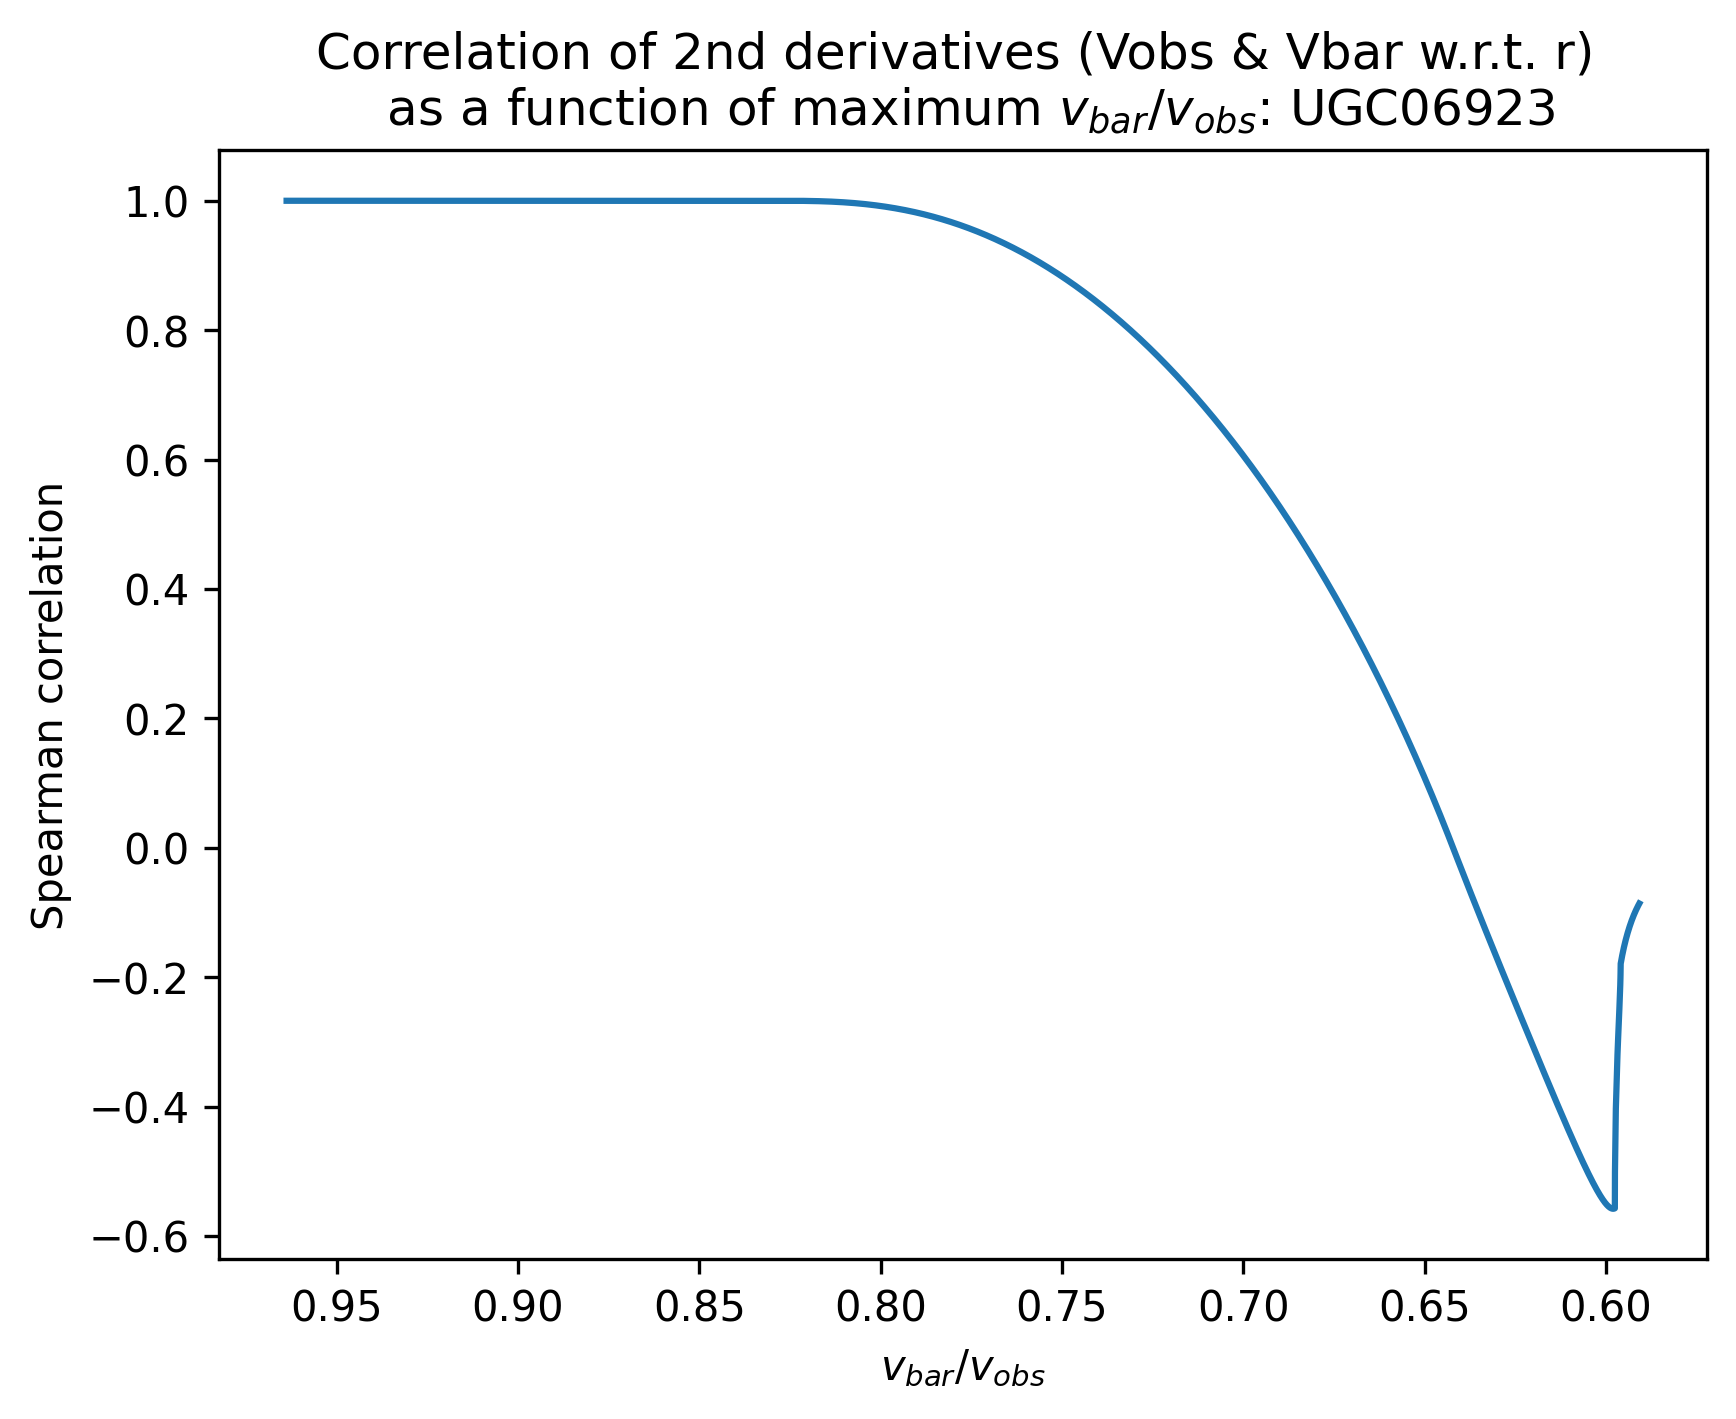 Correlation of 2nd derivatives (Vobs & Vbar w.r.t. r)
as a function of maximum v_bar/v_obs: UGC06923
1.0
0.8
0.6
0.4
0.2
0.0
−0.2
−0.4
−0.6
Spearman correlation
0.95 0.90 0.85 0.80 0.75 0.70 0.65 0.60
v_bar/v_obs